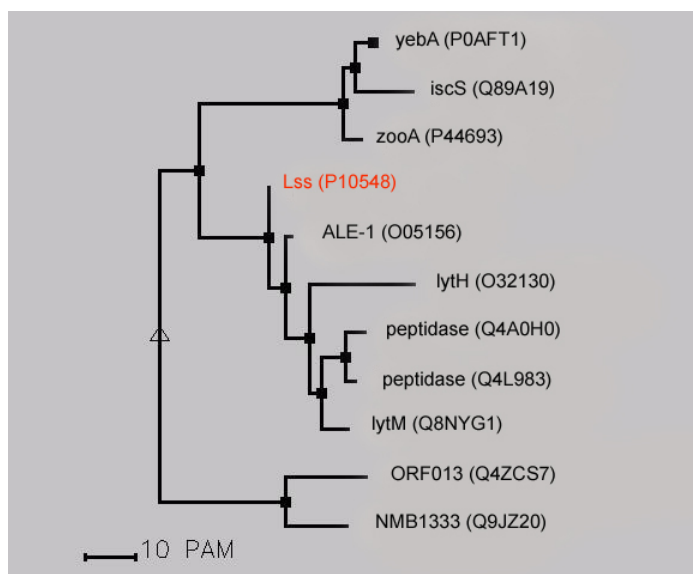 yebA (P0AFT1)
iscS (Q89A19)
zooA (P44693)
Lss (P10548)
ALE-1 (O05156)
lytH (O32130)
peptidase (Q4A0H0)
peptidase (Q4L983)
lytM (Q8NYG1)
ORF013 (Q4ZCS7)
NMB1333 (Q9JZ20)
10 PAM